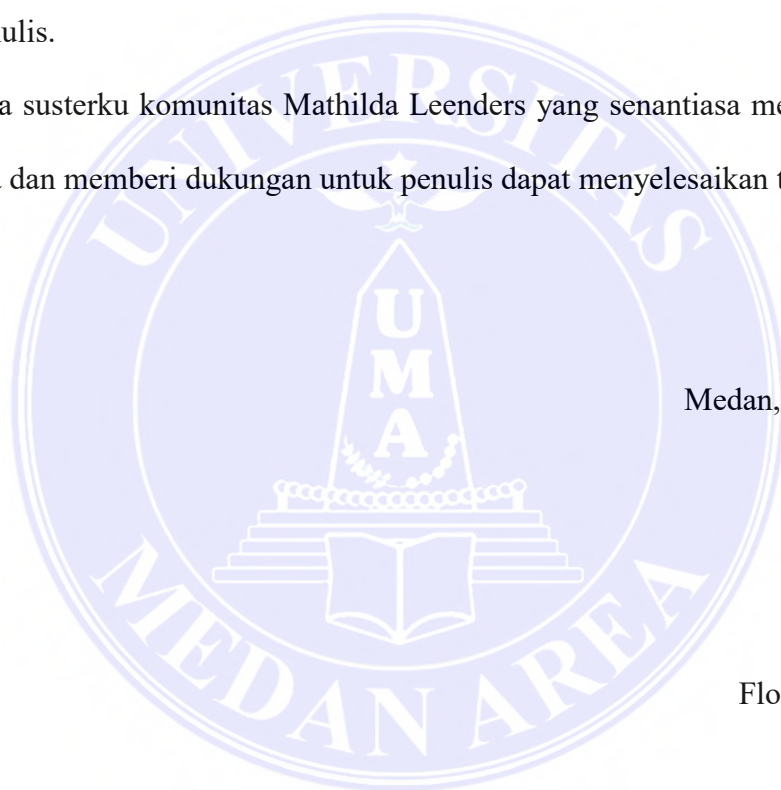 ulis.
a susterku komunitas Mathilda Leenders yang senantiasa me
dan memberi dukungan untuk penulis dapat menyelesaikan t
UNIVERSITAS
UMA
Medan,
MEDAN AREA
Flo